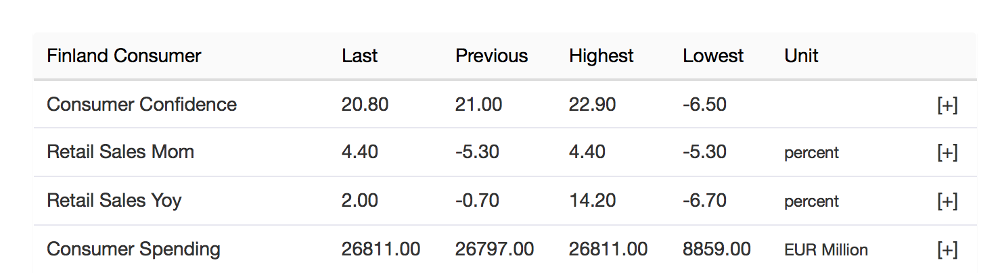 Finland Consumer Last Previous Highest Lowest Unit
Consumer Confidence 20.80 21.00 22.90 -6.50 [+]
Retail Sales Mom 4.40 -5.30 4.40 -5.30 percent [+]
Retail Sales Yoy 2.00 -0.70 14.20 -6.70 percent [+]
Consumer Spending 26811.00 26797.00 26811.00 8859.00 EUR Million [+]